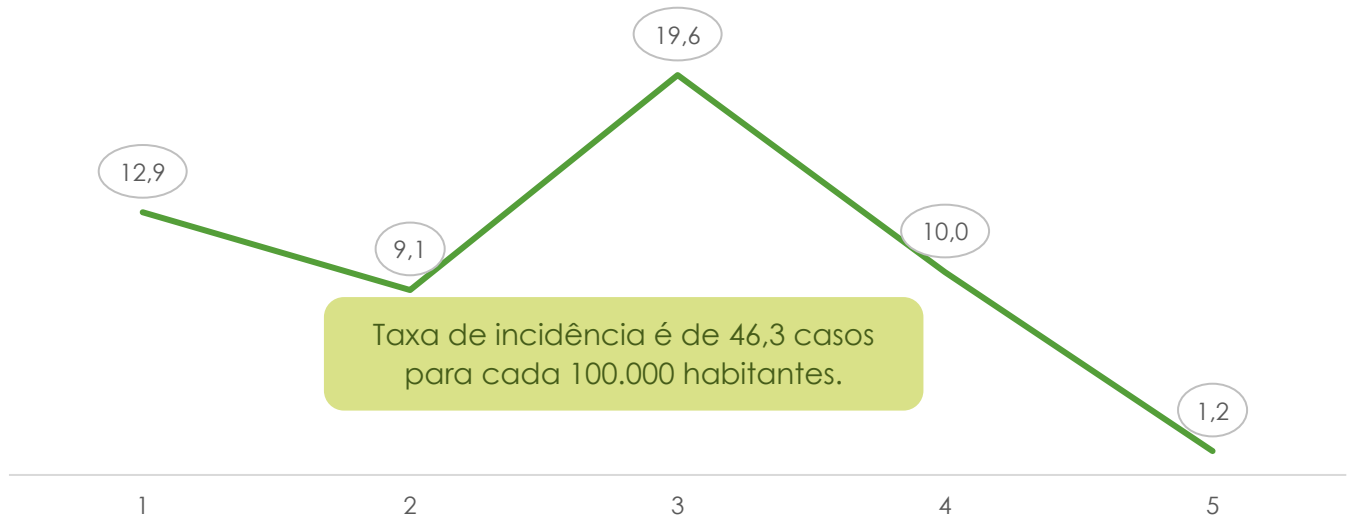 19,6
12,9
9,1
10,0
Taxa de incidência é de 46,3 casos
para cada 100.000 habitantes.
1,2
1 2 3 4 5